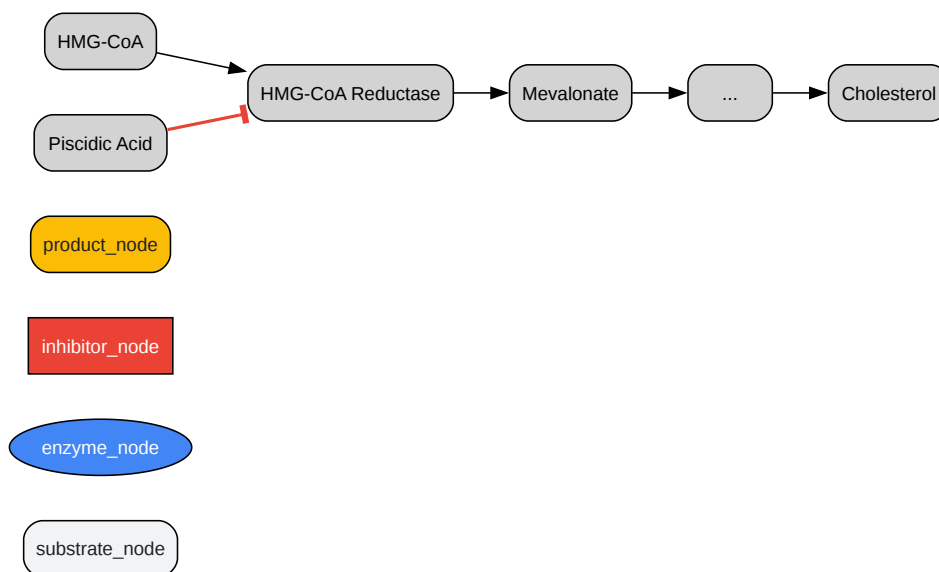 HMG-CoA
HMG-CoA Reductase
Mevalonate
...
Cholesterol
Piscidic Acid
product_node
inhibitor_node
enzyme_node
substrate_node